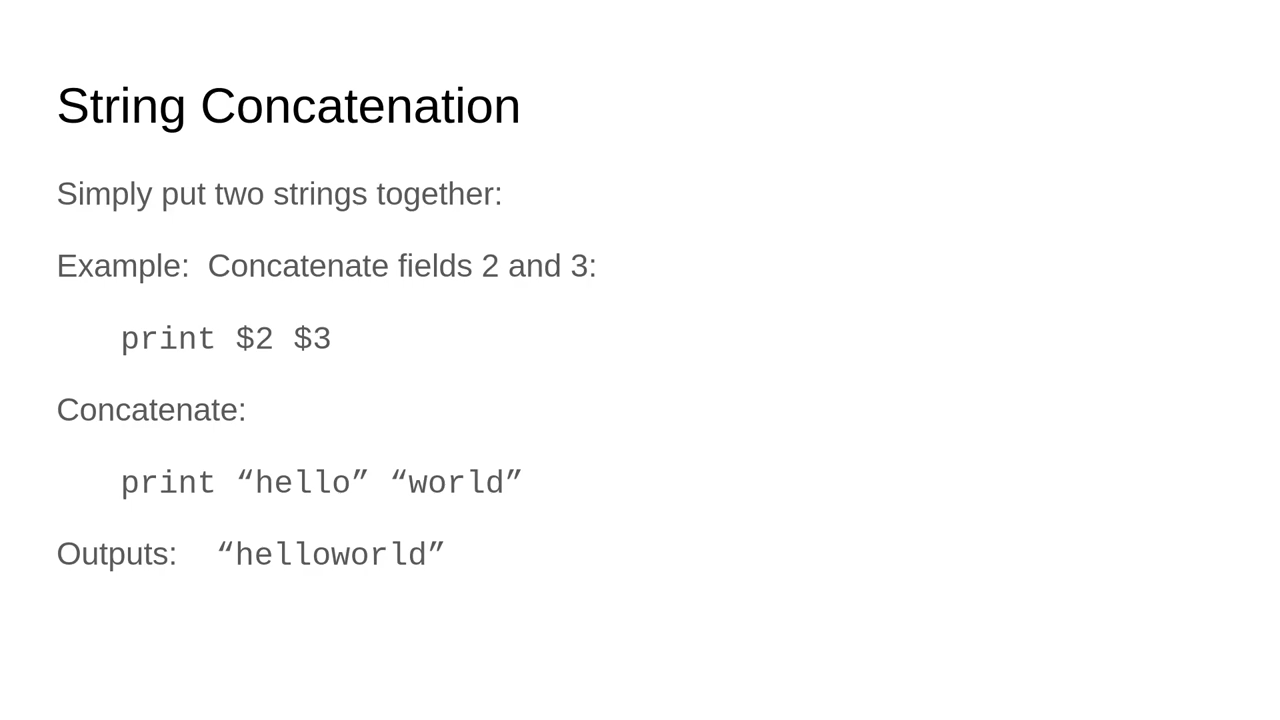 String Concatenation
Simply put two strings together:
Example:  Concatenate fields 2 and 3:
print $2 $3
Concatenate:
print “hello” “world”
Outputs:  “helloworld”